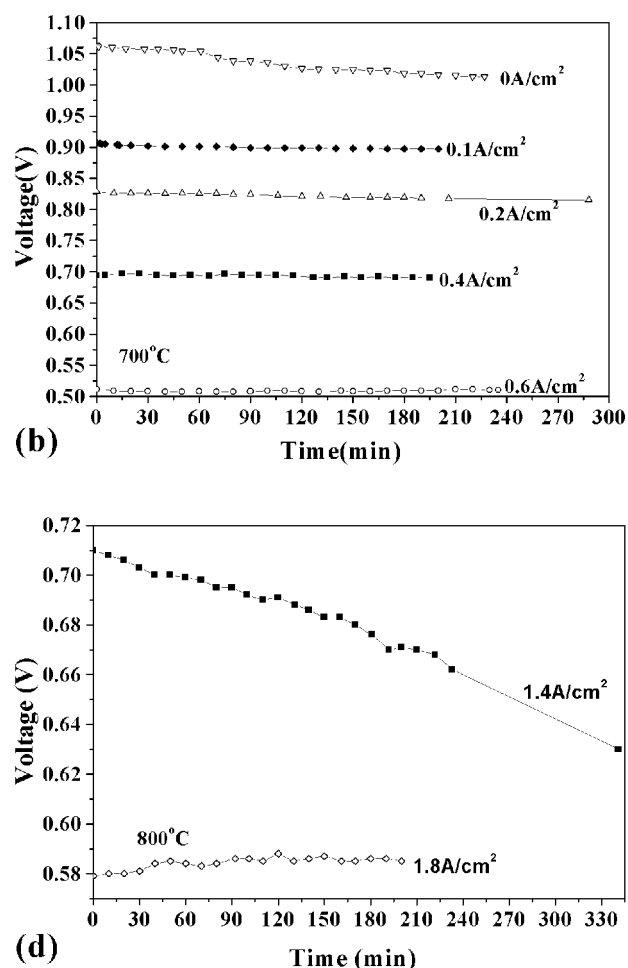 1.10
1.05
1.00
0.95
0.90
0.85
0.80
0.75
0.70
0.65
0.60
0.55
0.50
Voltage(V)
0A/cm²
0.1A/cm²
0.2A/cm²
0.4A/cm²
0.6A/cm²
700°C
0 30 60 90 120 150 180 210 240 270 300
Time(min)
(b)
0.72
0.70
0.68
0.66
0.64
0.62
0.59
0.58
Voltage (V)
1.4A/cm²
800°C
1.8A/cm²
0 30 60 90 120 150 180 210 240 270 300 330
Time (min)
(d)